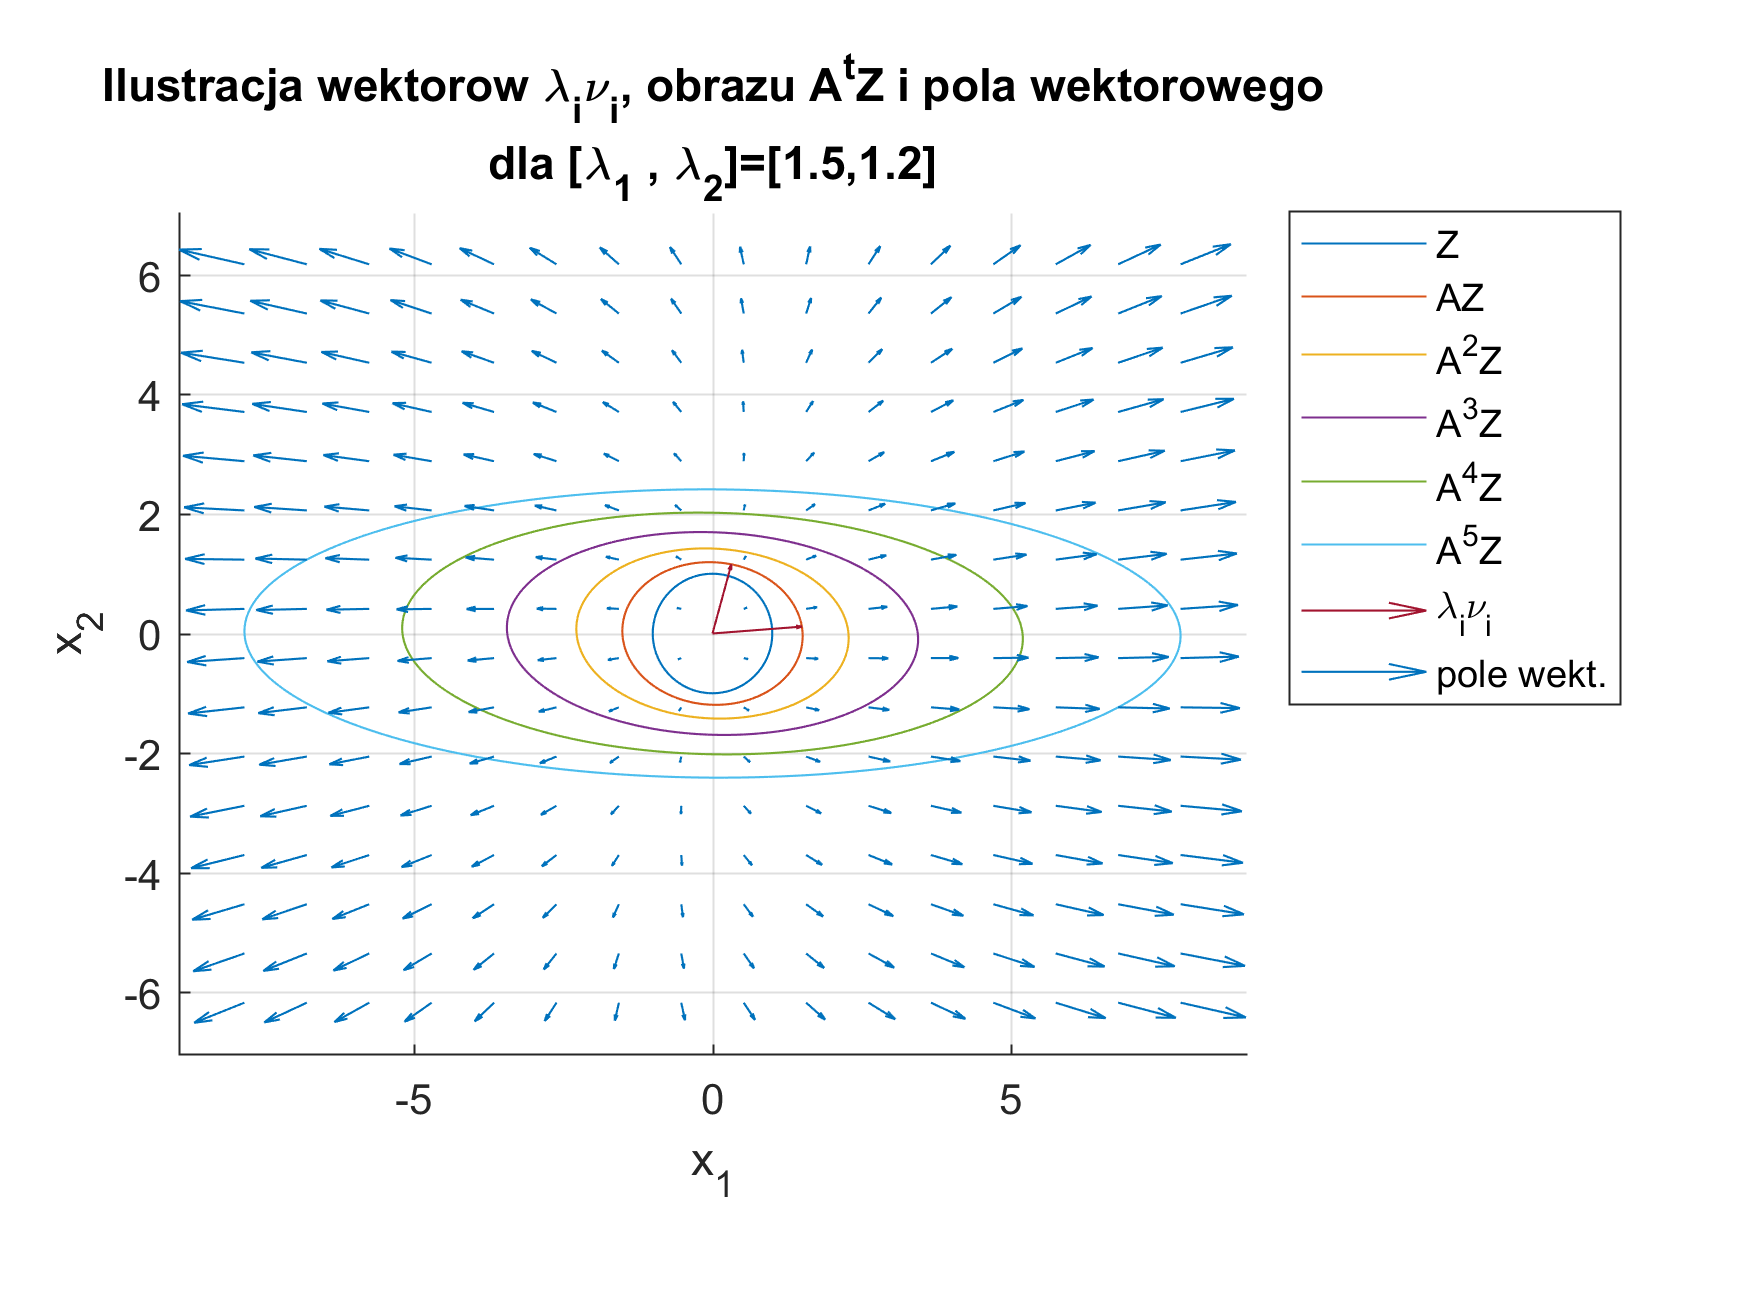 Ilustracja wektorow λᵢνᵢ, obrazu AᵗZ i pola wektorowego
dla [λ₁ , λ₂]=[1.5,1.2]
Z
AZ
A²Z
A³Z
A⁴Z
A⁵Z
λᵢνᵢ
pole wekt.
6
4
2
0
-2
-4
-6
x₂
-5 0 5
x₁